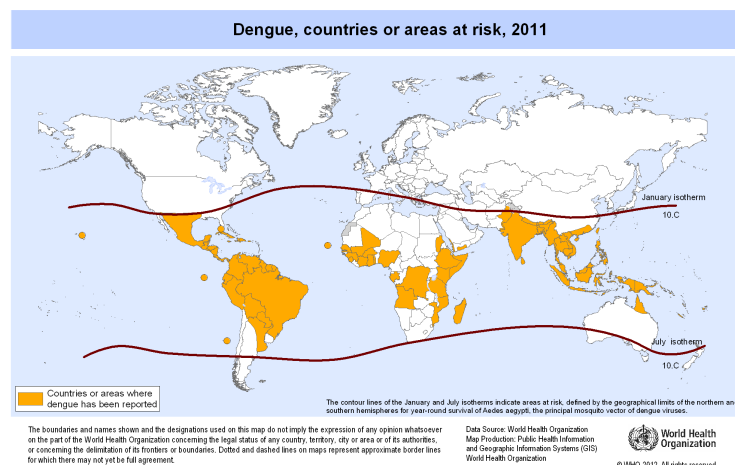 Dengue, countries or areas at risk, 2011
January isotherm
10.C
July isotherm
10.C
Countries or areas where
dengue has been reported
The contour lines of the January and July isotherms indicate areas at risk, defined by the geographical limits of the northern and
southern hemispheres for year-round survival of Aedes aegypti, the principal mosquito vector of dengue viruses.
The boundaries and names shown and the designations used on this map do not imply the expression of any opinion whatsoever
on the part of the World Health Organization concerning the legal status of any country, territory, city or area or of its authorities,
or concerning the delimitation of its frontiers or boundaries. Dotted and dashed lines on maps represent approximate border lines
for which there may not yet be full agreement.
Data Source: World Health Organization
Map Production: Public Health Information
and Geographic Information Systems (GIS)
World Health Organization
World Health
Organization
© WHO 2012. All rights reserved